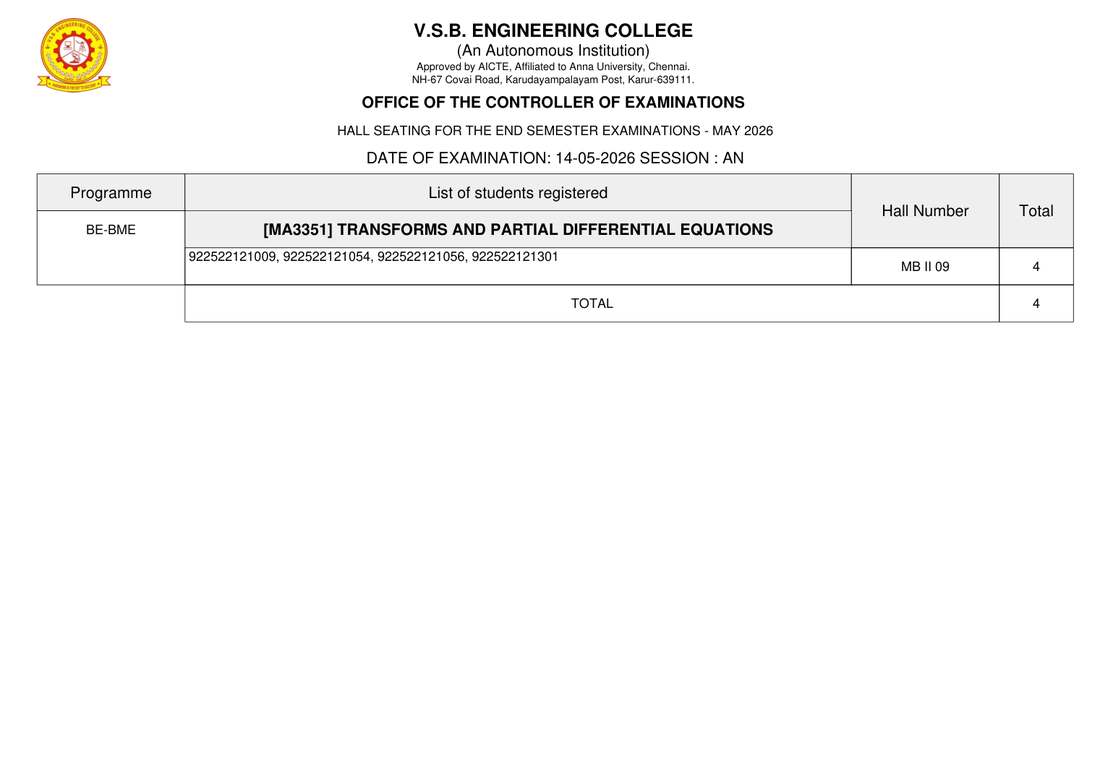 V.S.B. ENGINEERING COLLEGE
(An Autonomous Institution)
Approved by AICTE, Affiliated to Anna University, Chennai.
NH-67 Covai Road, Karudayampalayam Post, Karur-639111.
OFFICE OF THE CONTROLLER OF EXAMINATIONS
HALL SEATING FOR THE END SEMESTER EXAMINATIONS - MAY 2026
DATE OF EXAMINATION: 14-05-2026 SESSION : AN
Programme List of students registered Hall Number Total
BE-BME [MA3351] TRANSFORMS AND PARTIAL DIFFERENTIAL EQUATIONS
922522121009, 922522121054, 922522121056, 922522121301 MB II 09 4
TOTAL 4